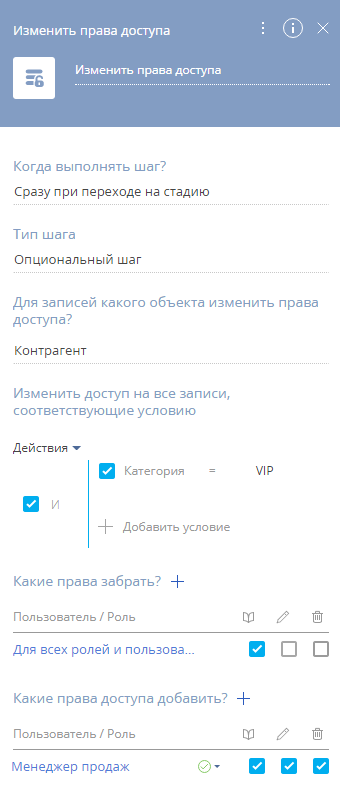 Изменить права доступа
Изменить права доступа
Когда выполнять шаг?
Сразу при переходе на стадию
Тип шага
Опциональный шаг
Для записей какого объекта изменить права
доступа?
Контрагент
Изменить доступ на все записи,
соответствующие условию
Действия
Категория = VIP
И
Добавить условие
Какие права забрать?
Пользователь / Роль
Для всех ролей и пользова...
Какие права доступа добавить?
Пользователь / Роль
Менеджер продаж